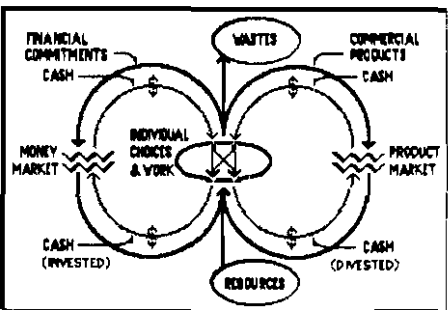 FINANCIAL
COMMITMENTS
CASH
WASTES
COMMERCIAL
PRODUCTS
CASH
INDIVIDUAL
CHOICES
& WORK
MONEY
MARKET
PRODUCT
MARKET
CASH
(INVESTED)
CASH
(DIVESTED)
RESOURCES